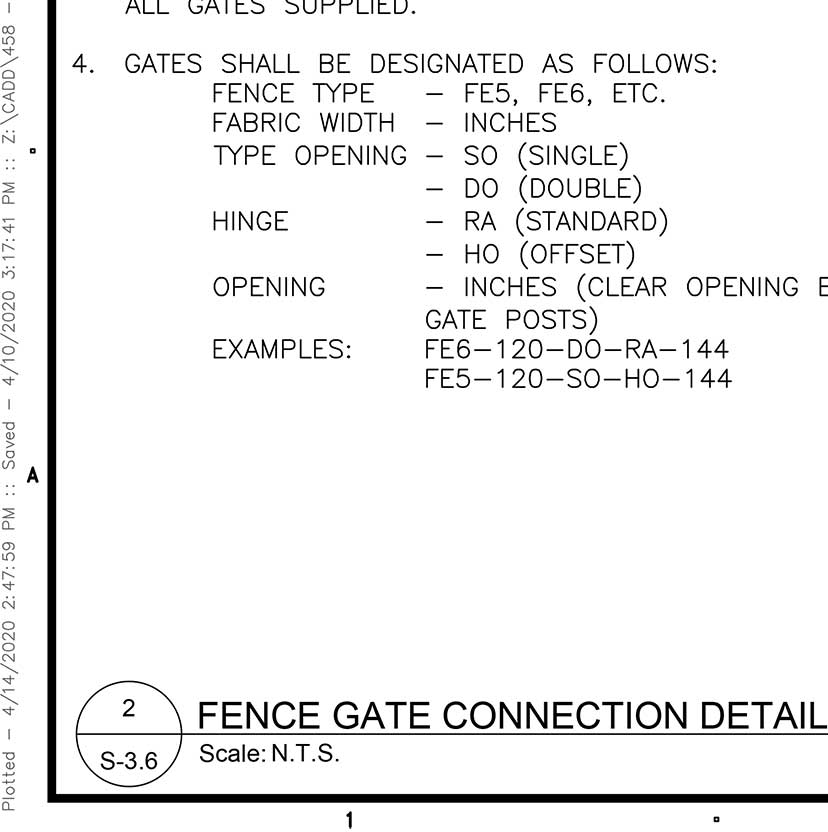 ALL GATES SUPPLIED.
4. GATES SHALL BE DESIGNATED AS FOLLOWS:
FENCE TYPE – FE5, FE6, ETC.
FABRIC WIDTH – INCHES
TYPE OPENING – SO (SINGLE)
– DO (DOUBLE)
HINGE – RA (STANDARD)
– HO (OFFSET)
OPENING – INCHES (CLEAR OPENING
GATE POSTS)
EXAMPLES: FE6–120–DO–RA–144
FE5–120–SO–HO–144
2
S-3.6
FENCE GATE CONNECTION DETAIL
Scale: N.T.S.
A
1
Plotted – 4/14/2020 2:47:59 PM :: Saved – 4/10/2020 3:17:41 PM :: Z:\CADD\458 –